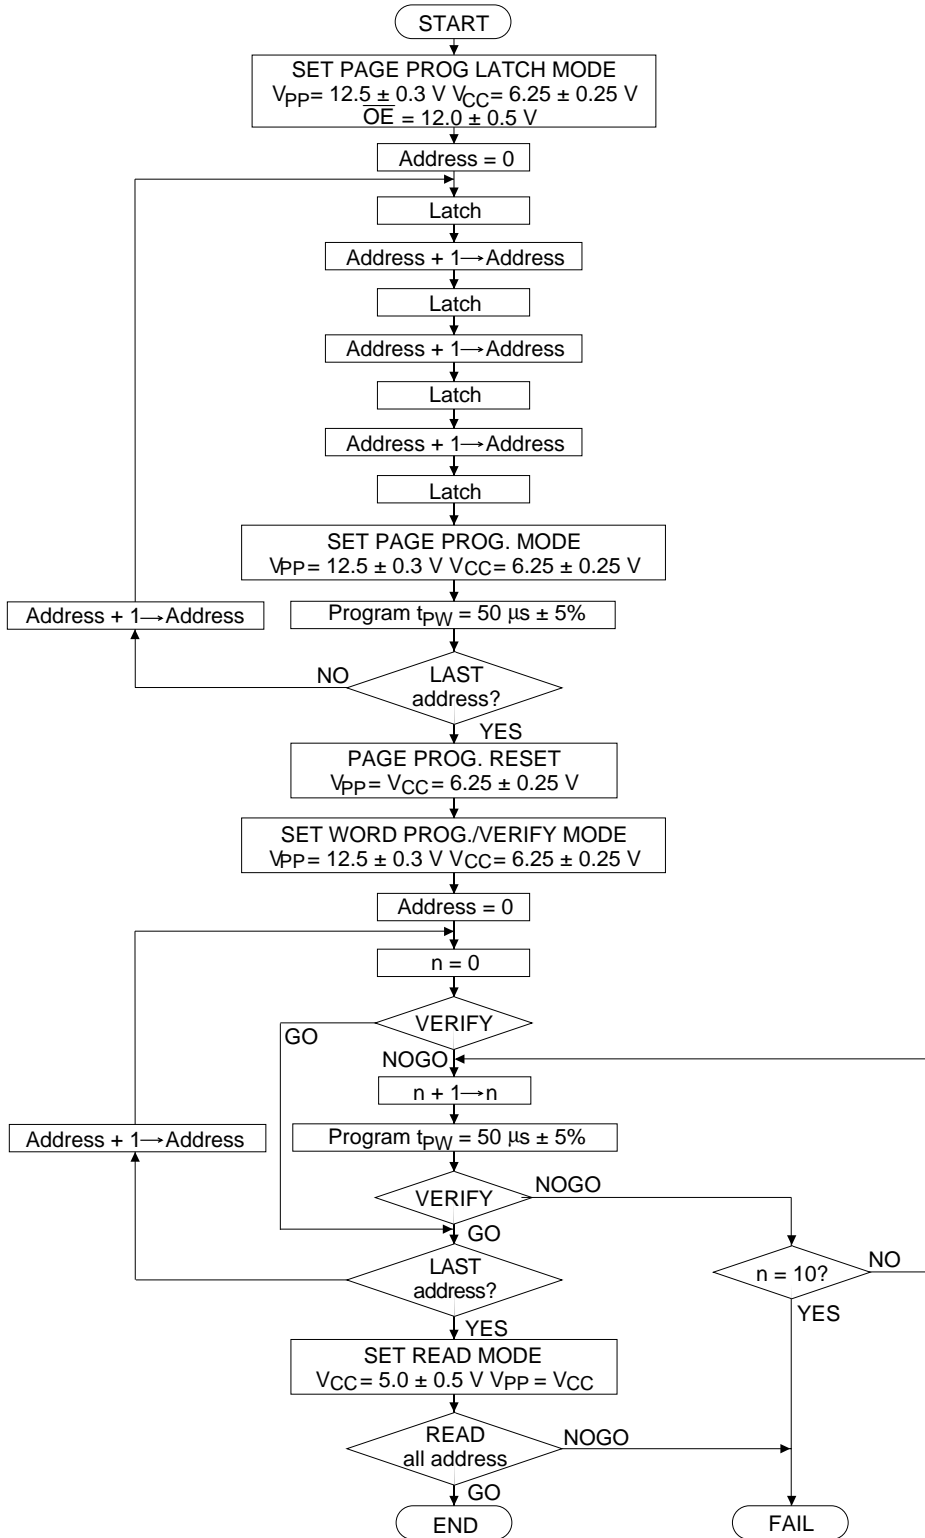 START
SET PAGE PROG LATCH MODE
VPP = 12.5 ± 0.3 V VCC = 6.25 ± 0.25 V
O̅E̅ = 12.0 ± 0.5 V
Address = 0
Latch
Address + 1→Address
Latch
Address + 1→Address
Latch
Address + 1→Address
Latch
SET PAGE PROG. MODE
VPP = 12.5 ± 0.3 V VCC = 6.25 ± 0.25 V
Address + 1→Address
Program tPW = 50 µs ± 5%
NO
LAST
address?
YES
PAGE PROG. RESET
VPP = VCC = 6.25 ± 0.25 V
SET WORD PROG./VERIFY MODE
VPP = 12.5 ± 0.3 V VCC = 6.25 ± 0.25 V
Address = 0
n = 0
VERIFY
GO
NOGO
n + 1→n
Address + 1→Address
Program tPW = 50 µs ± 5%
VERIFY
NOGO
GO
LAST
address?
n = 10?
NO
YES
YES
SET READ MODE
VCC = 5.0 ± 0.5 V VPP = VCC
READ
all address
NOGO
GO
END
FAIL